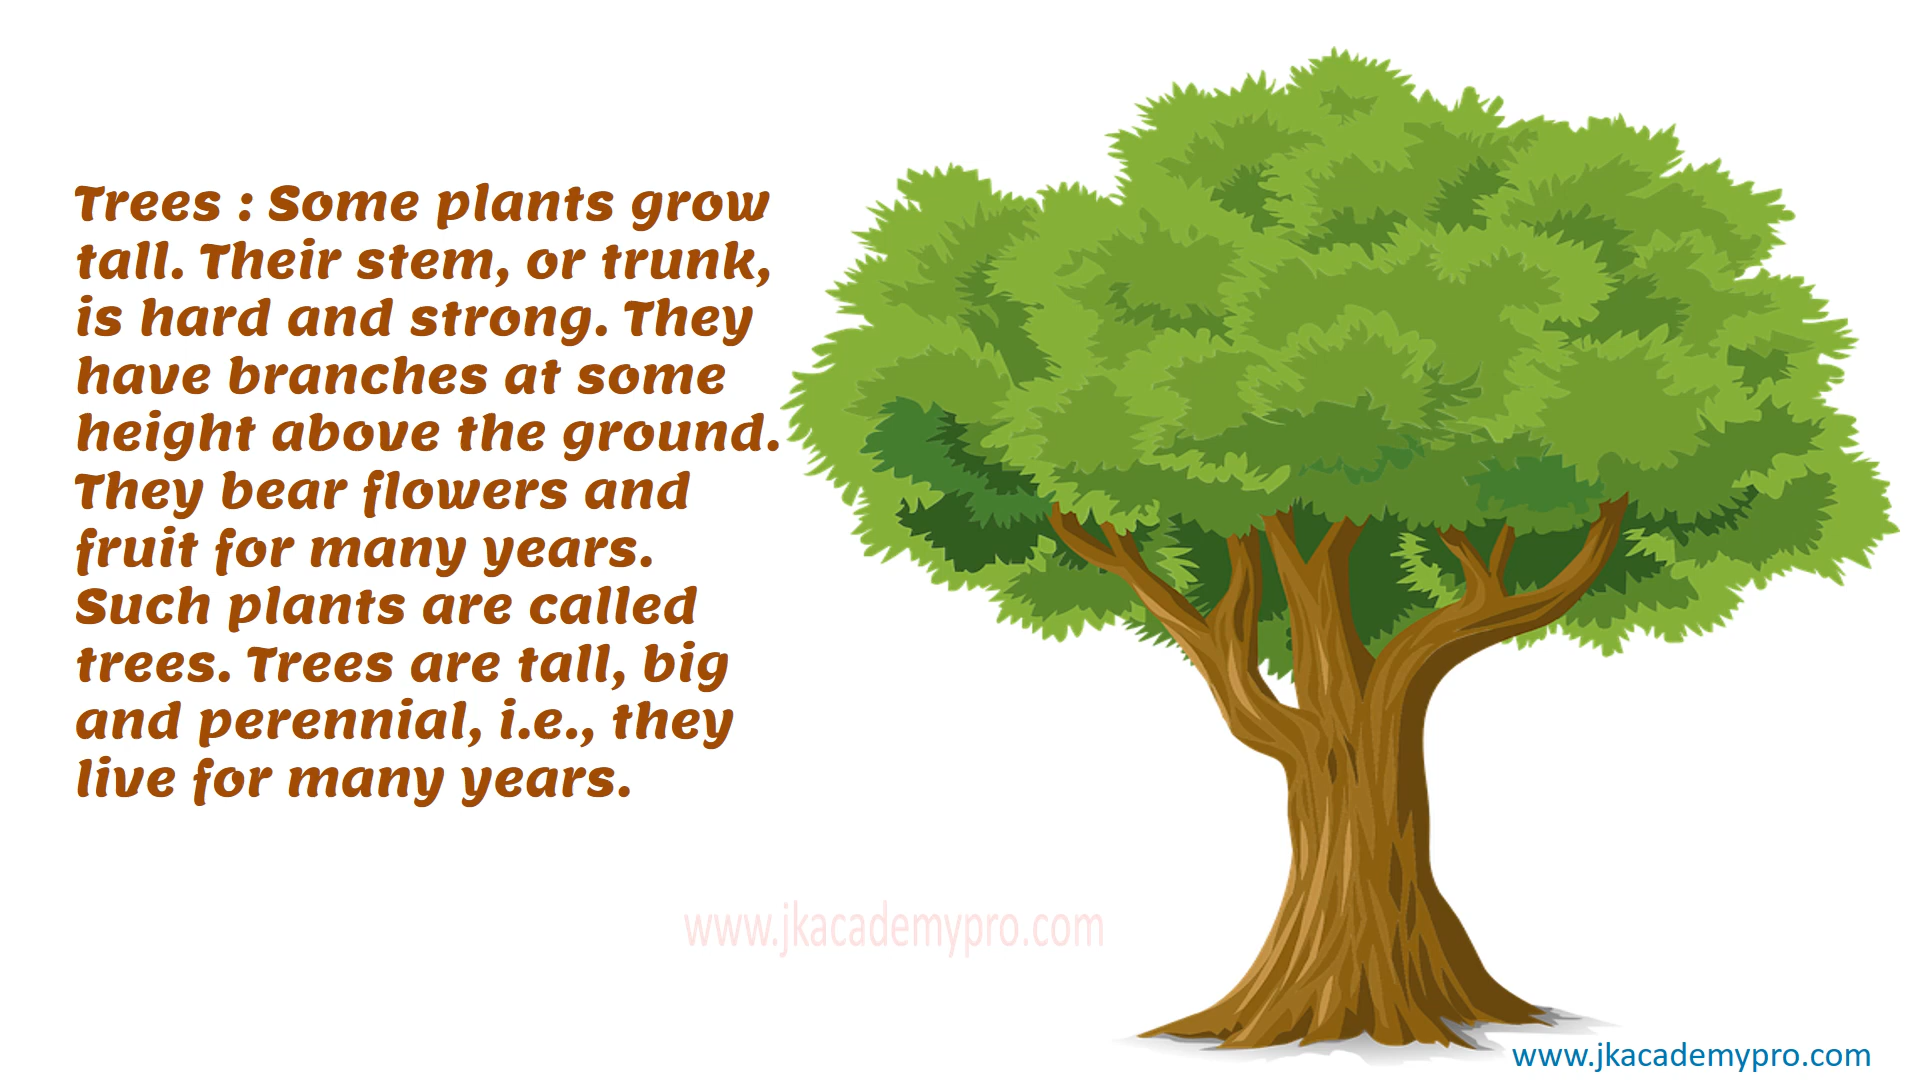 Trees : Some plants grow
tall. Their stem, or trunk,
is hard and strong. They
have branches at some
height above the ground.
They bear flowers and
fruit for many years.
Such plants are called
trees. Trees are tall, big
and perennial, i.e., they
live for many years.
www.jkacademypro.com
www.jkacademypro.com